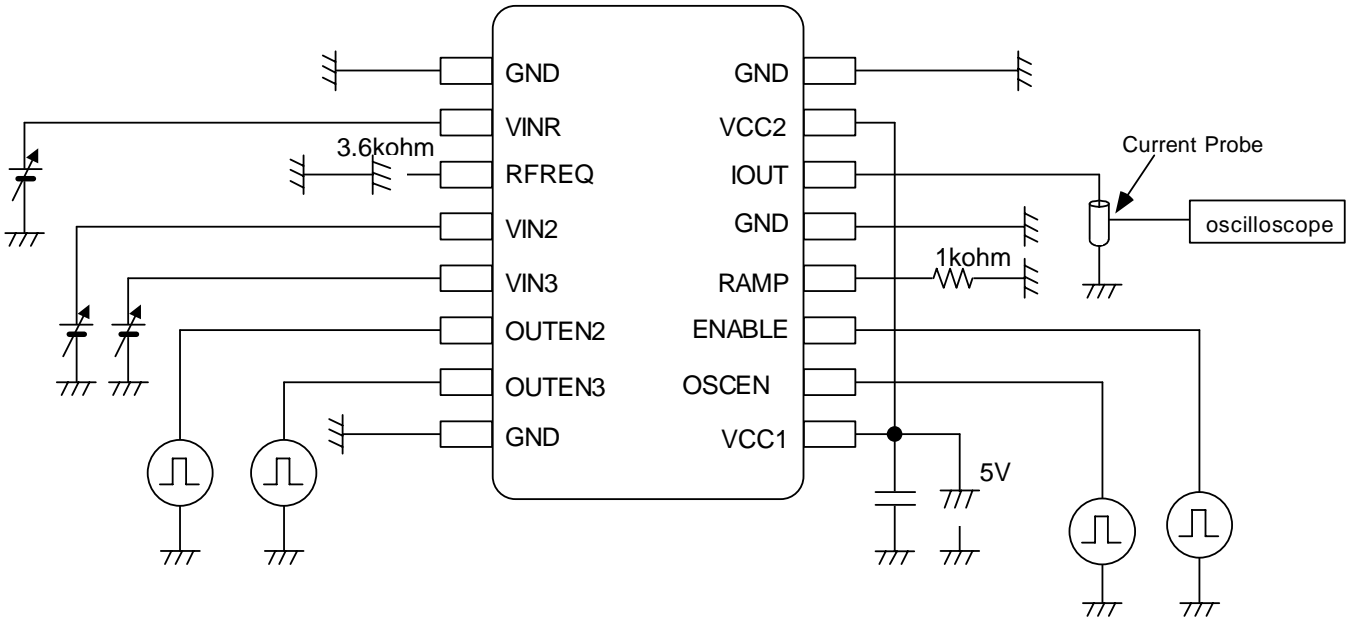 GND
GND
VINR
VCC2
Current Probe
3.6kohm
RFREQ
IOUT
VIN2
GND
oscilloscope
VIN3
RAMP
1kohm
OUTEN2
ENABLE
OUTEN3
OSCEN
GND
VCC1
5V